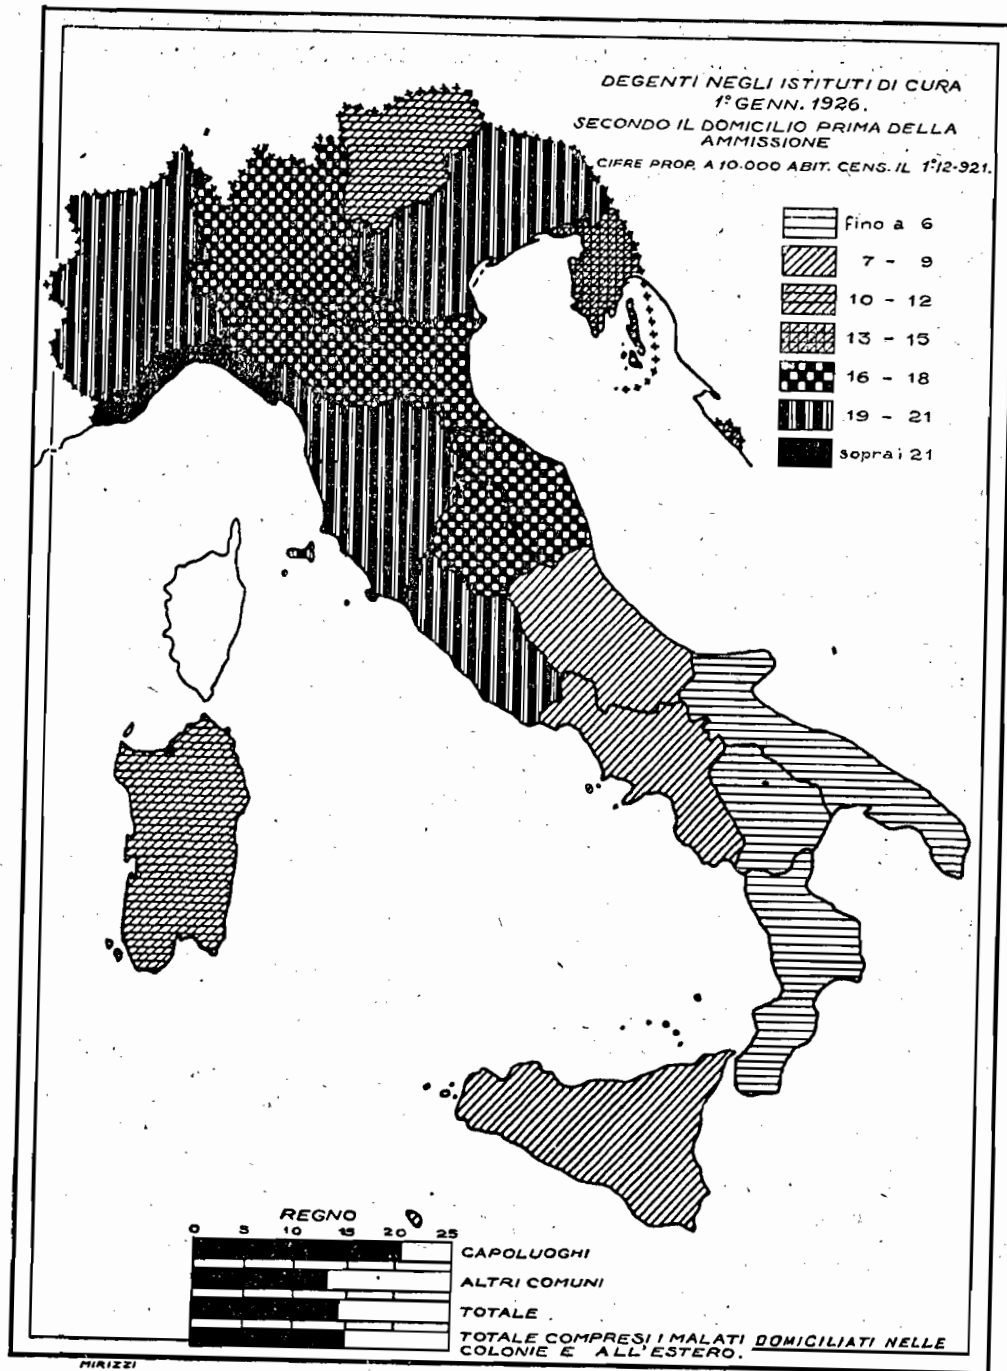 DEGENTI NEGLI ISTITUTI DI CURA
1° GENN. 1926.
SECONDO IL DOMICILIO PRIMA DELLA
AMMISSIONE
CIFRE PROP. A 10.000 ABIT. CENS. IL 1°-12-921.
fino a 6
7 - 9
10 - 12
13 - 15
16 - 18
19 - 21
sopra i 21
REGNO
0 5 10 15 20 25
CAPOLUOGHI
ALTRI COMUNI
TOTALE
TOTALE COMPRESI I MALATI DOMICILIATI NELLE
COLONIE E ALL'ESTERO.
MIRIZZI